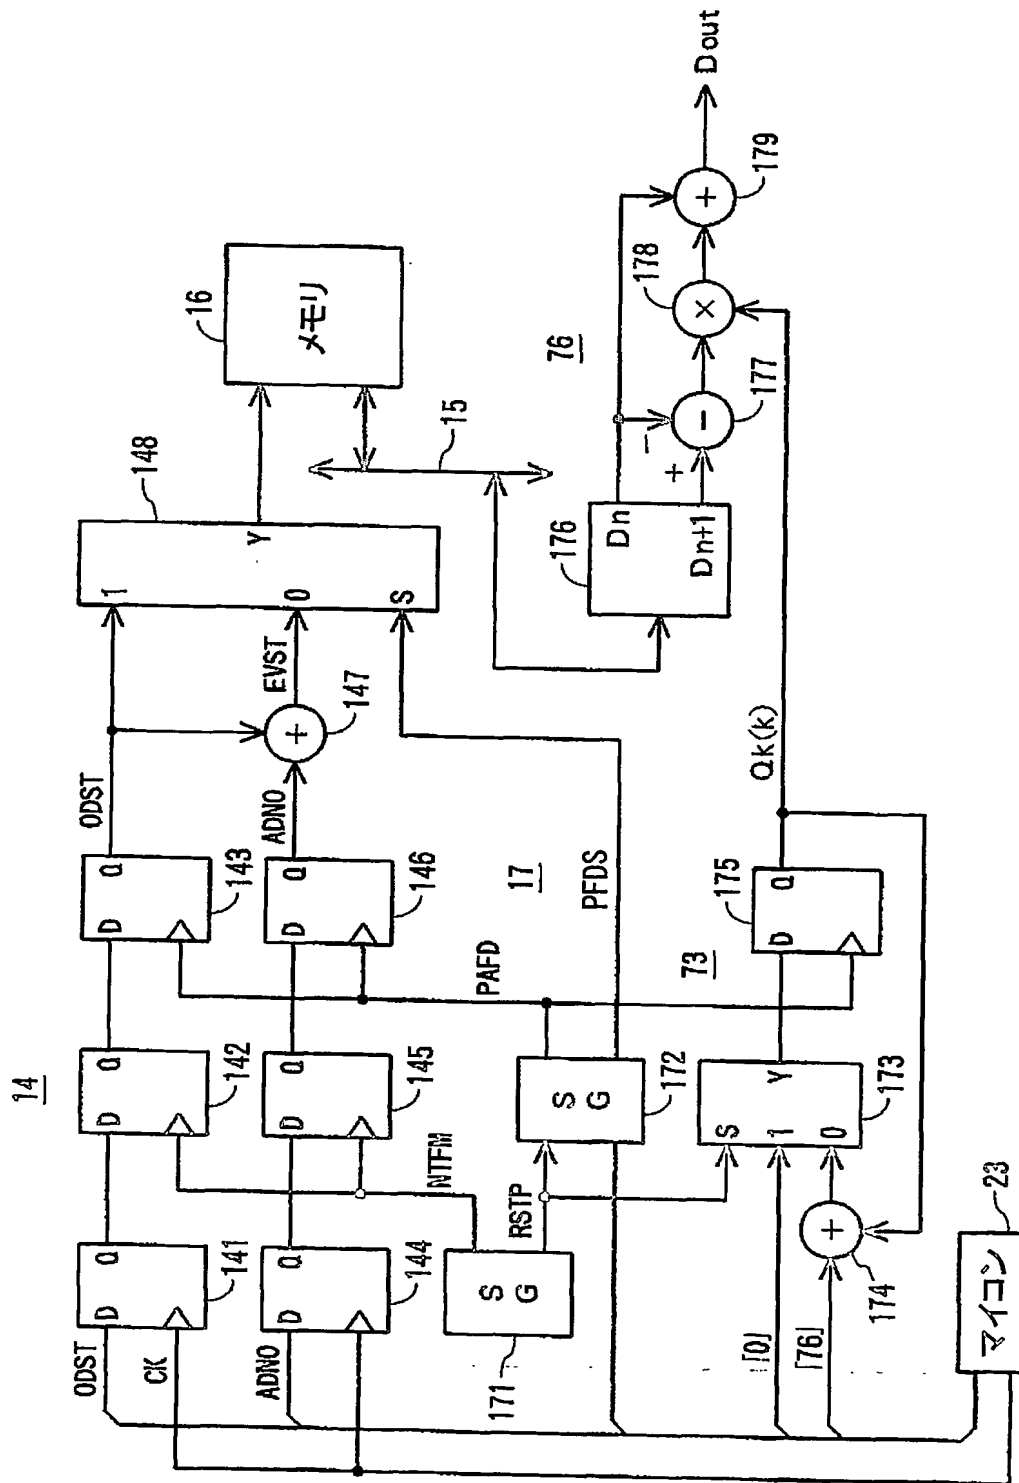 14
ODST
CK
ADNO
D
Q
141
D
Q
142
D
Q
143
ODST
D
Q
144
D
Q
145
D
Q
146
ADNO
+
147
EVST
1
0
S
Y
148
メモリ
16
15
NTFM
RSTP
S
G
171
S
G
172
PAFD
PFDS
17
73
76
「0」
「76」
+
174
S
1
0
Y
173
D
Q
175
Qk(k)
Dn
Dn+1
176
+
-
-
177
×
178
+
179
Dout
マイコン
23